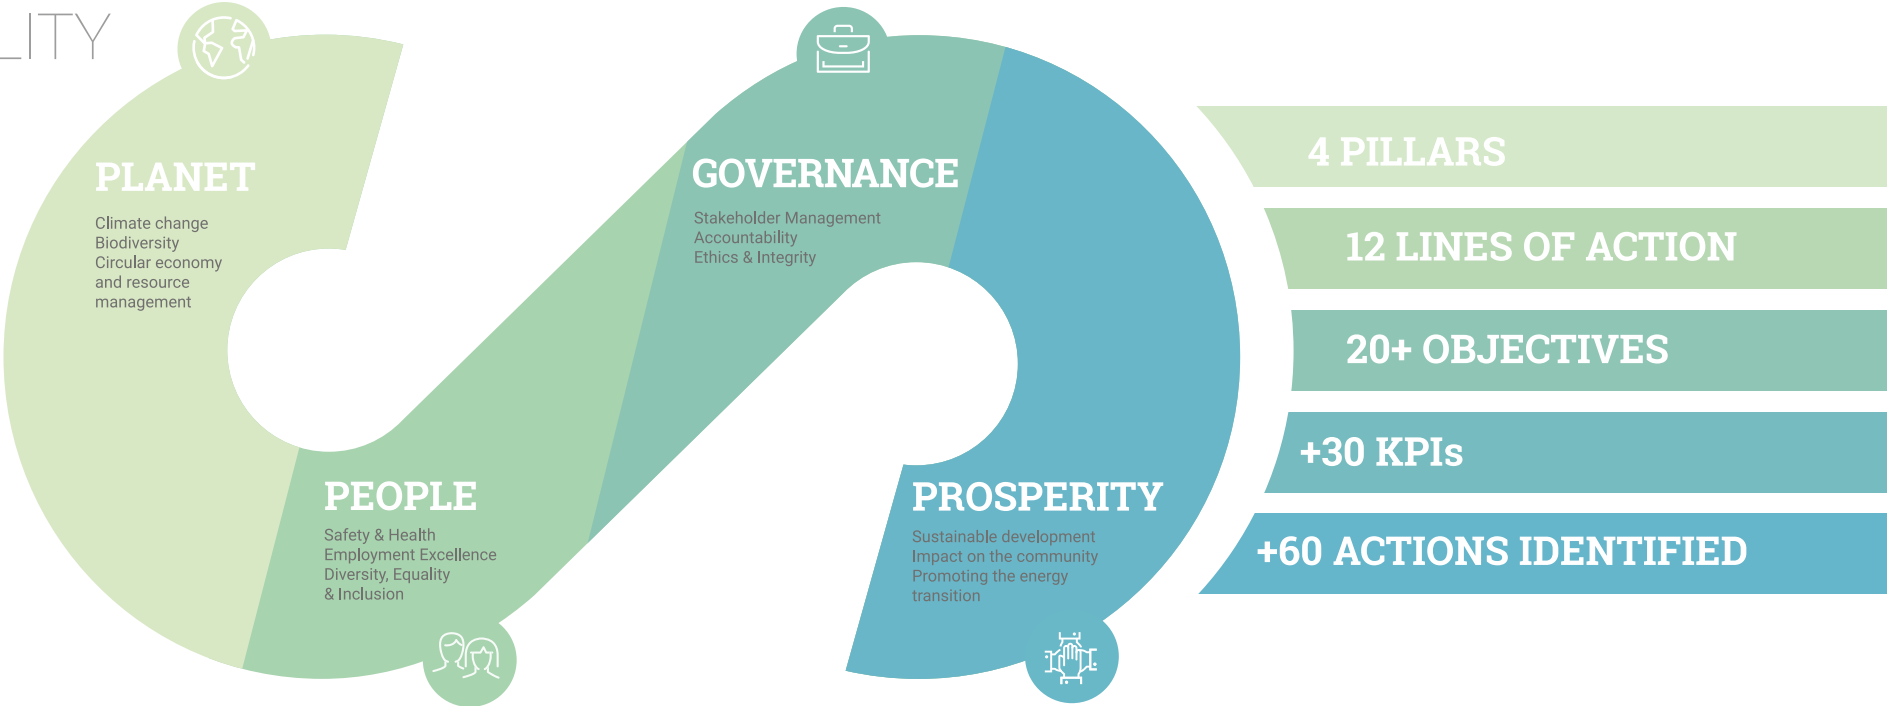 LITY
PLANET
Climate change
Biodiversity
Circular economy
and resource
management
PEOPLE
Safety & Health
Employment Excellence
Diversity, Equality
& Inclusion
GOVERNANCE
Stakeholder Management
Accountability
Ethics & Integrity
PROSPERITY
Sustainable development
Impact on the community
Promoting the energy
transition
4 PILLARS
12 LINES OF ACTION
20+ OBJECTIVES
+30 KPIs
+60 ACTIONS IDENTIFIED